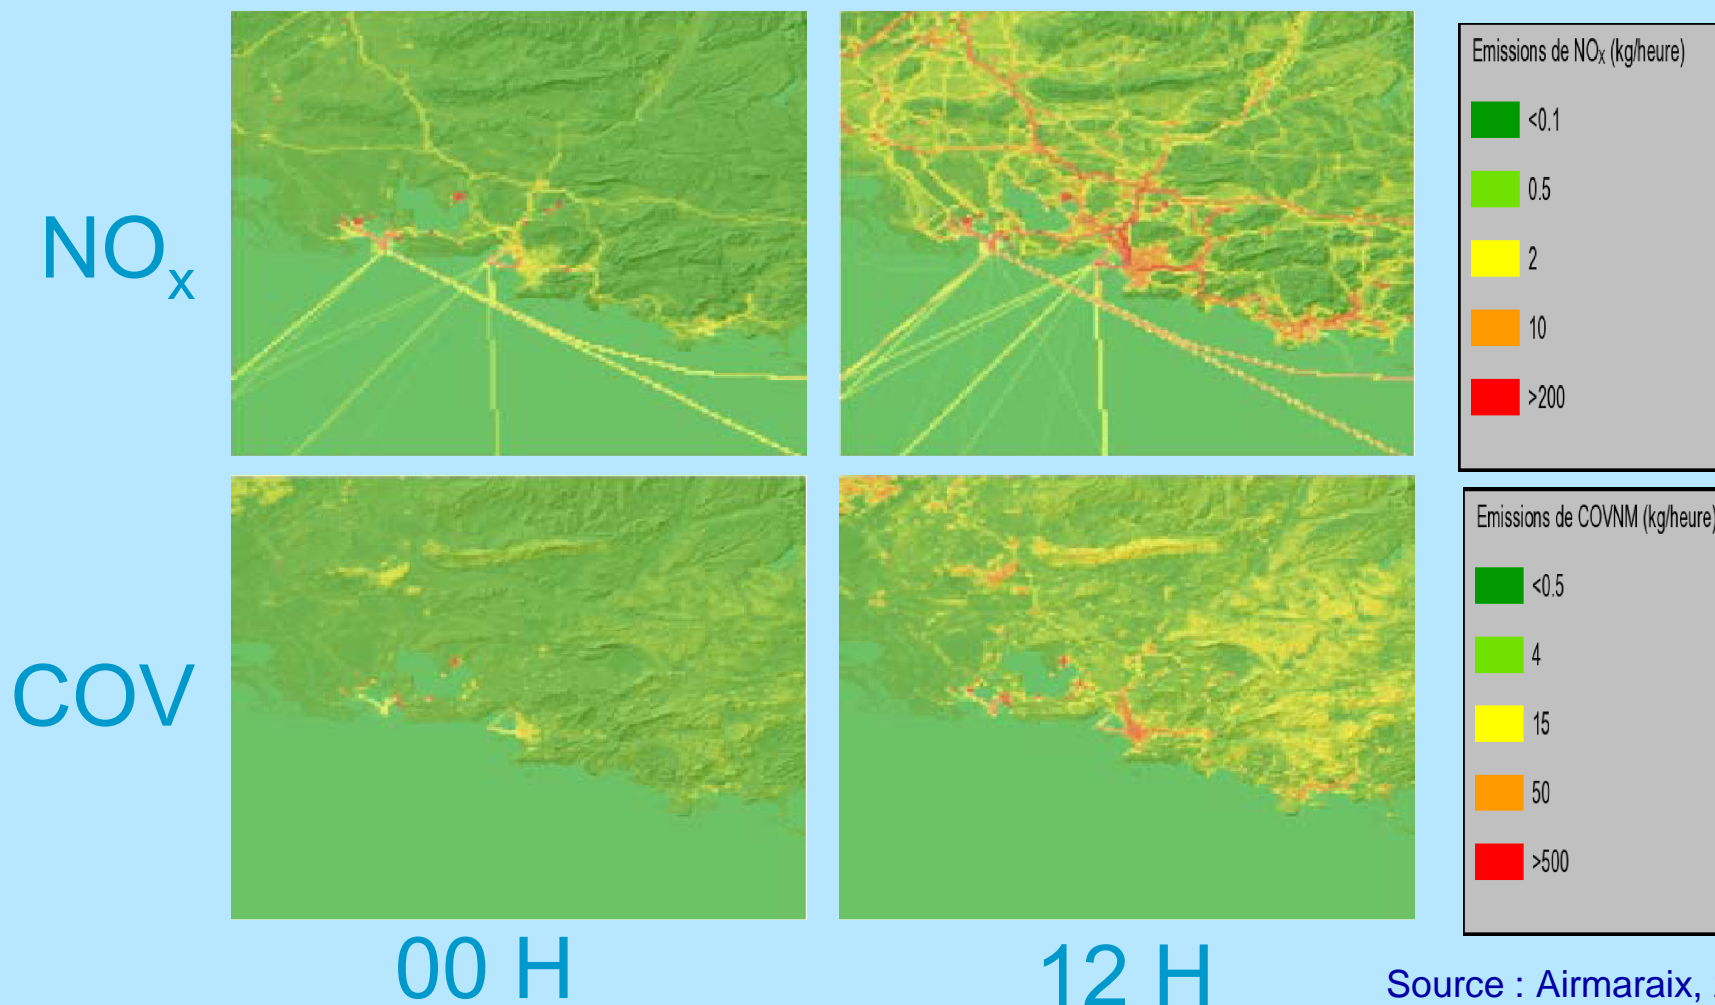 NOₓ
Emissions de NOₓ (kg/heure)
<0.1
0.5
2
10
>200
COV
Emissions de COVNM (kg/heure)
<0.5
4
15
50
>500
00 H
12 H
Source : Airmaraix,